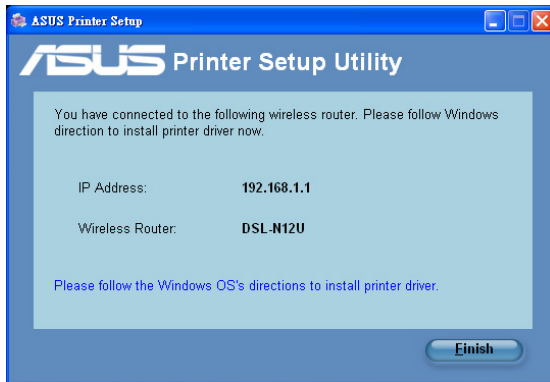 ASUS Printer Setup
ASUS Printer Setup Utility
You have connected to the following wireless router. Please follow Windows
direction to install printer driver now.
IP Address: 192.168.1.1
Wireless Router: DSL-N12U
Please follow the Windows OS's directions to install printer driver.
Finish